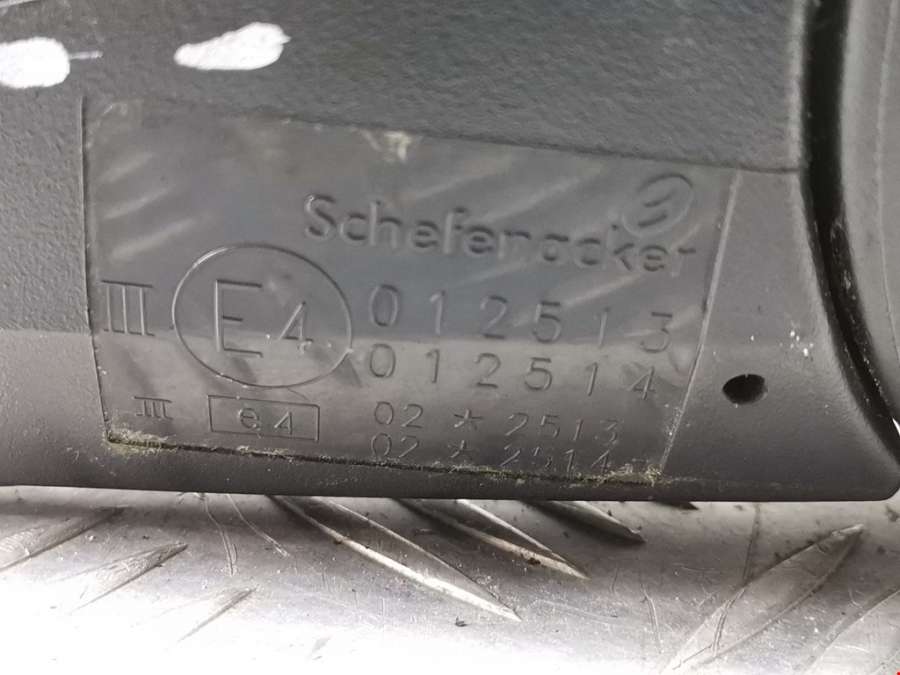 Schefenacker
III E4 012513
012514
III e4 02 * 2513
02 * 2514